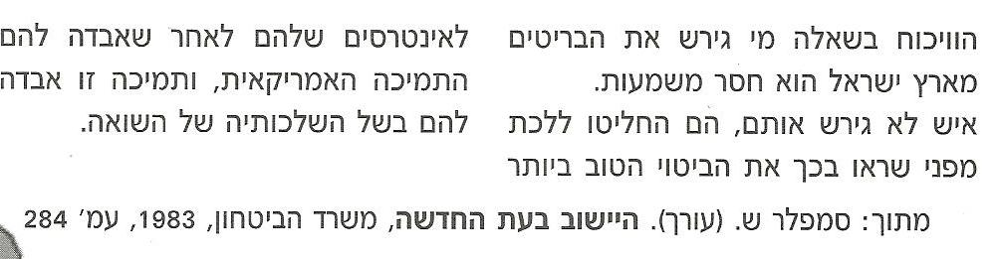 הוויכוח בשאלה מי גירש את הבריטים
מארץ ישראל הוא חסר משמעות.
איש לא גירש אותם, הם החליטו ללכת
מפני שראו בכך את הביטוי הטוב ביותר
לאינטרסים שלהם לאחר שאבדה להם
התמיכה האמריקאית, ותמיכה זו אבדה
להם בשל השלכותיה של השואה.
מתוך: סמפלר ש. (עורך). היישוב בעת החדשה, משרד הביטחון, 1983, עמ' 284